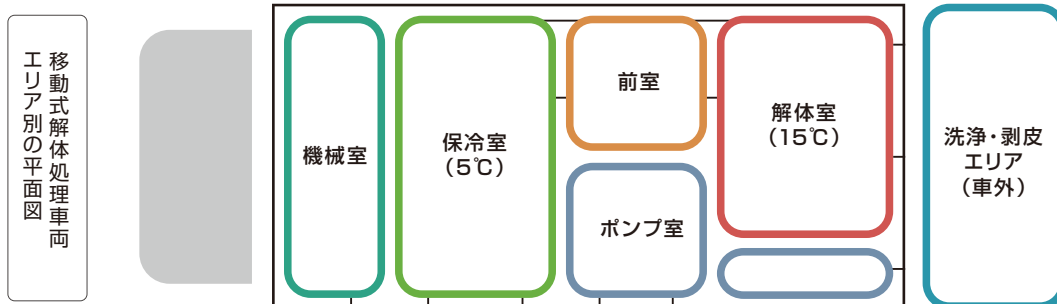 移動式解体処理車両
エリア別の平面図
機械室
保冷室
(5℃)
前室
ポンプ室
解体室
(15℃)
洗浄・剥皮
エリア
(車外)